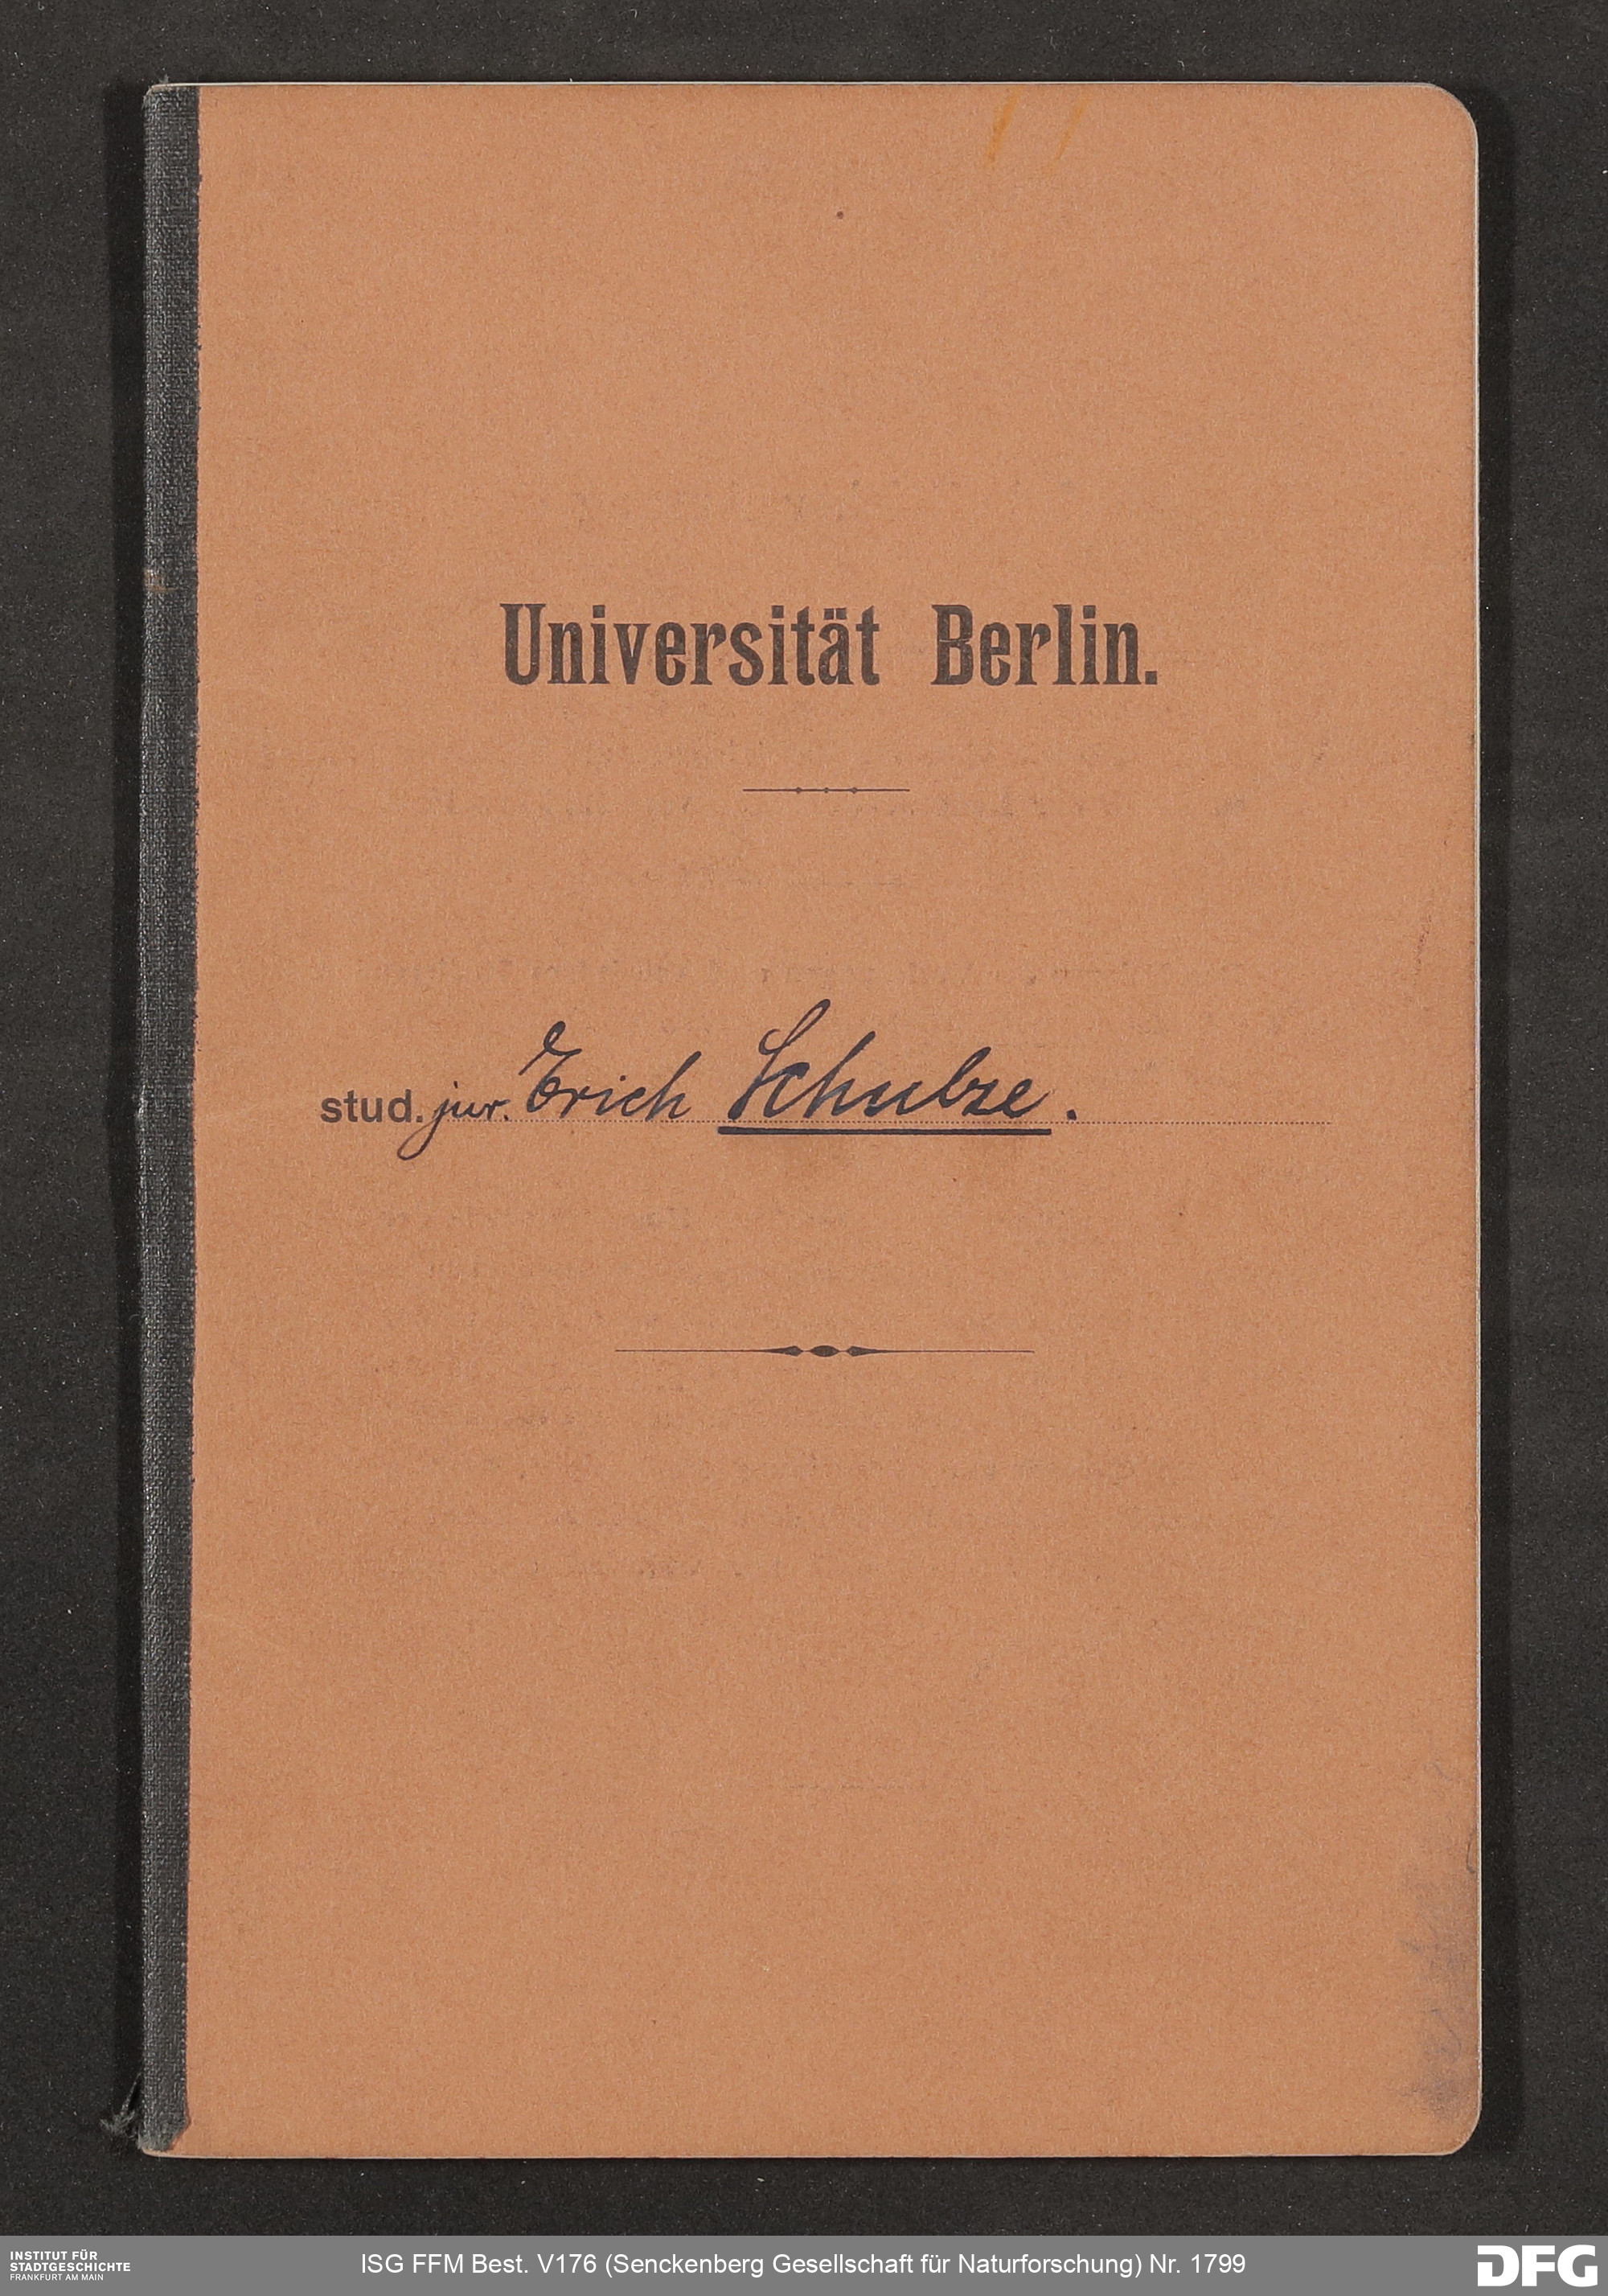 Universität Berlin.
stud. jur. Erich Schulze.
INSTITUT FÜR
STADTGESCHICHTE
FRANKFURT AM MAIN
ISG FFM Best. V176 (Senckenberg Gesellschaft für Naturforschung) Nr. 1799
DFG